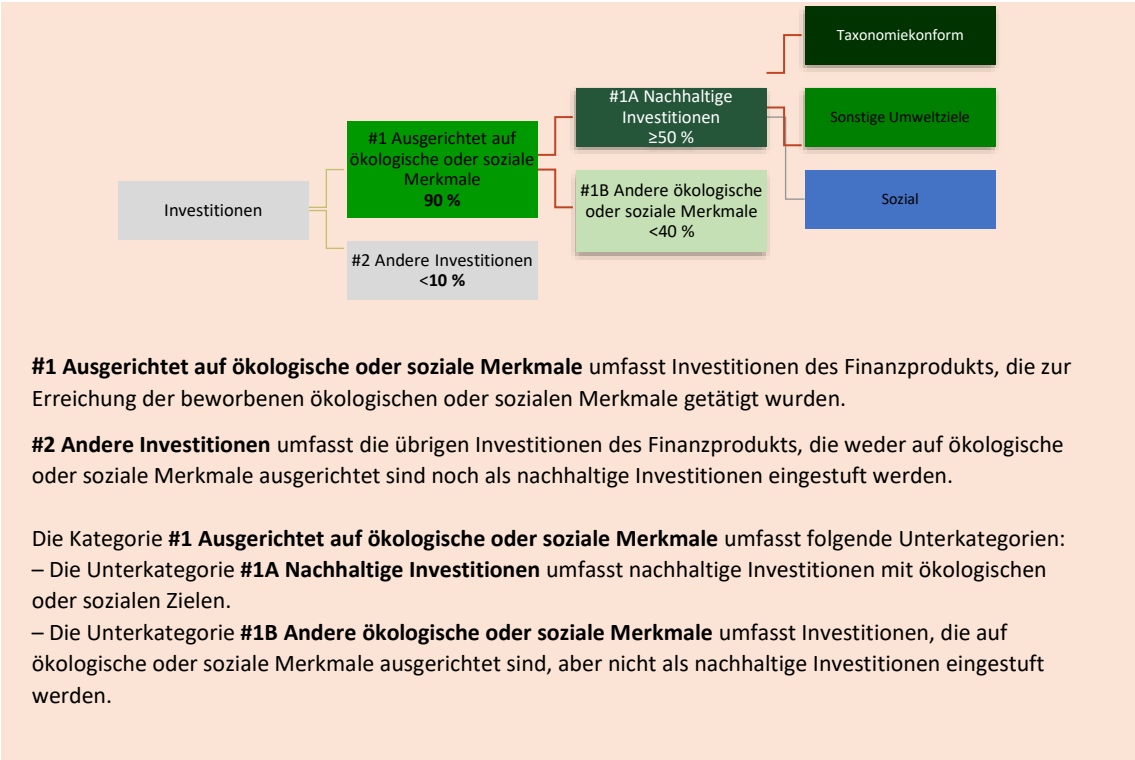 Taxonomiekonform
#1A Nachhaltige
Investitionen
≥50 %
Sonstige Umweltziele
#1 Ausgerichtet auf
ökologische oder soziale
Merkmale
90 %
#1B Andere ökologische
oder soziale Merkmale
<40 %
Sozial
Investitionen
#2 Andere Investitionen
<10 %
#1 Ausgerichtet auf ökologische oder soziale Merkmale umfasst Investitionen des Finanzprodukts, die zur
Erreichung der beworbenen ökologischen oder sozialen Merkmale getätigt wurden.
#2 Andere Investitionen umfasst die übrigen Investitionen des Finanzprodukts, die weder auf ökologische
oder soziale Merkmale ausgerichtet sind noch als nachhaltige Investitionen eingestuft werden.
Die Kategorie #1 Ausgerichtet auf ökologische oder soziale Merkmale umfasst folgende Unterkategorien:
– Die Unterkategorie #1A Nachhaltige Investitionen umfasst nachhaltige Investitionen mit ökologischen
oder sozialen Zielen.
– Die Unterkategorie #1B Andere ökologische oder soziale Merkmale umfasst Investitionen, die auf
ökologische oder soziale Merkmale ausgerichtet sind, aber nicht als nachhaltige Investitionen eingestuft
werden.